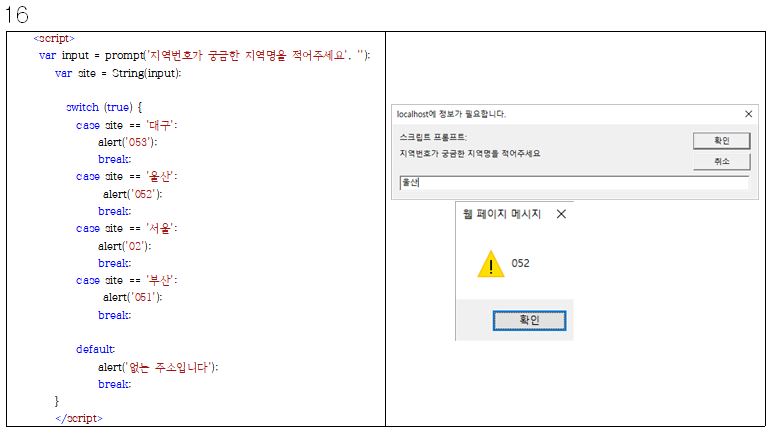 16
<script>
var input = prompt('지역번호가 궁금한 지역명을 적어주세요', '');
var site = String(input);
switch (true) {
case site == '대구':
alert('053');
break;
case site == '울산':
alert('052');
break;
case site == '서울':
alert('02');
break;
case site == '부산':
alert('051');
break;
default:
alert('없는 주소입니다');
break;
}
</script>
localhost에 정보가 필요합니다.
스크립트 프롬프트:
확인
지역번호가 궁금한 지역명을 적어주세요
취소
울산
웹 페이지 메시지
052
확인